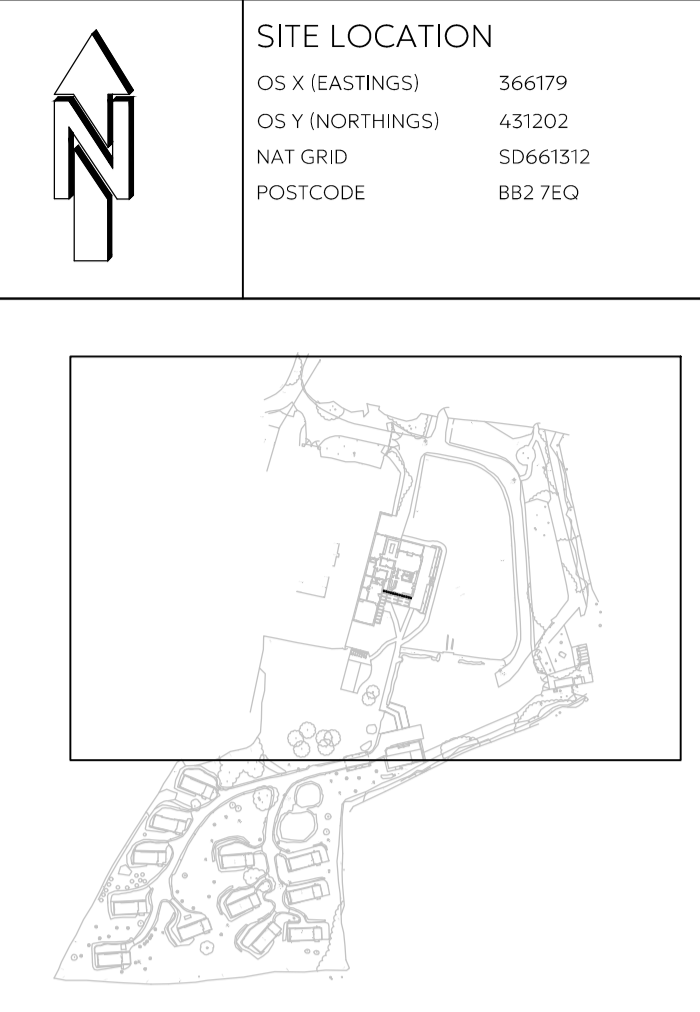 N
SITE LOCATION
OS X (EASTINGS) 366179
OS Y (NORTHINGS) 431202
NAT GRID SD661312
POSTCODE BB2 7EQ